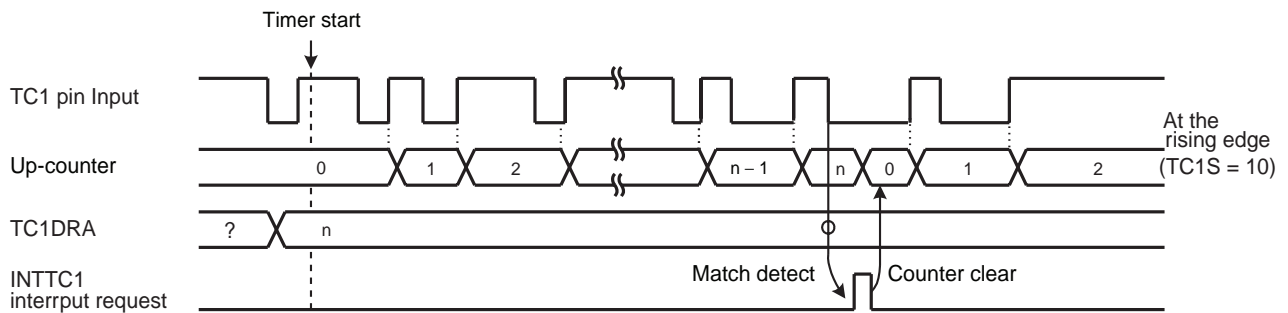 Timer start
TC1 pin Input
Up-counter
0
1
2
n – 1
n
0
1
2
At the
rising edge
(TC1S = 10)
TC1DRA
?
n
INTTC1
interrput request
Match detect
Counter clear